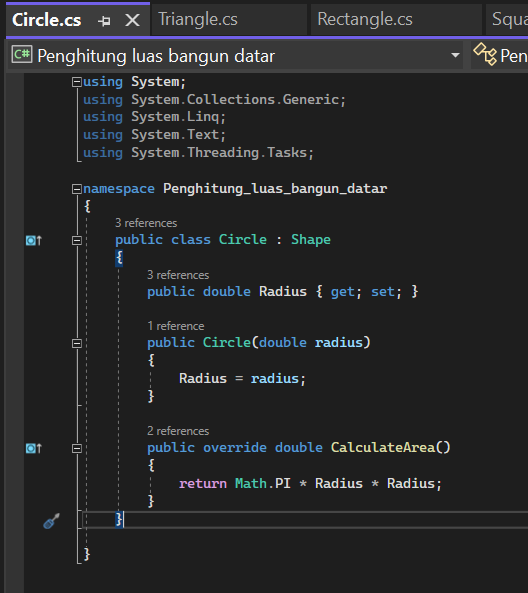 Circle.cs
Triangle.cs
Rectangle.cs
C# Penghitung luas bangun datar
using System;
using System.Collections.Generic;
using System.Linq;
using System.Text;
using System.Threading.Tasks;
namespace Penghitung_luas_bangun_datar
{
3 references
public class Circle : Shape
{
3 references
public double Radius { get; set; }
1 reference
public Circle(double radius)
{
Radius = radius;
}
2 references
public override double CalculateArea()
{
return Math.PI * Radius * Radius;
}
}
}